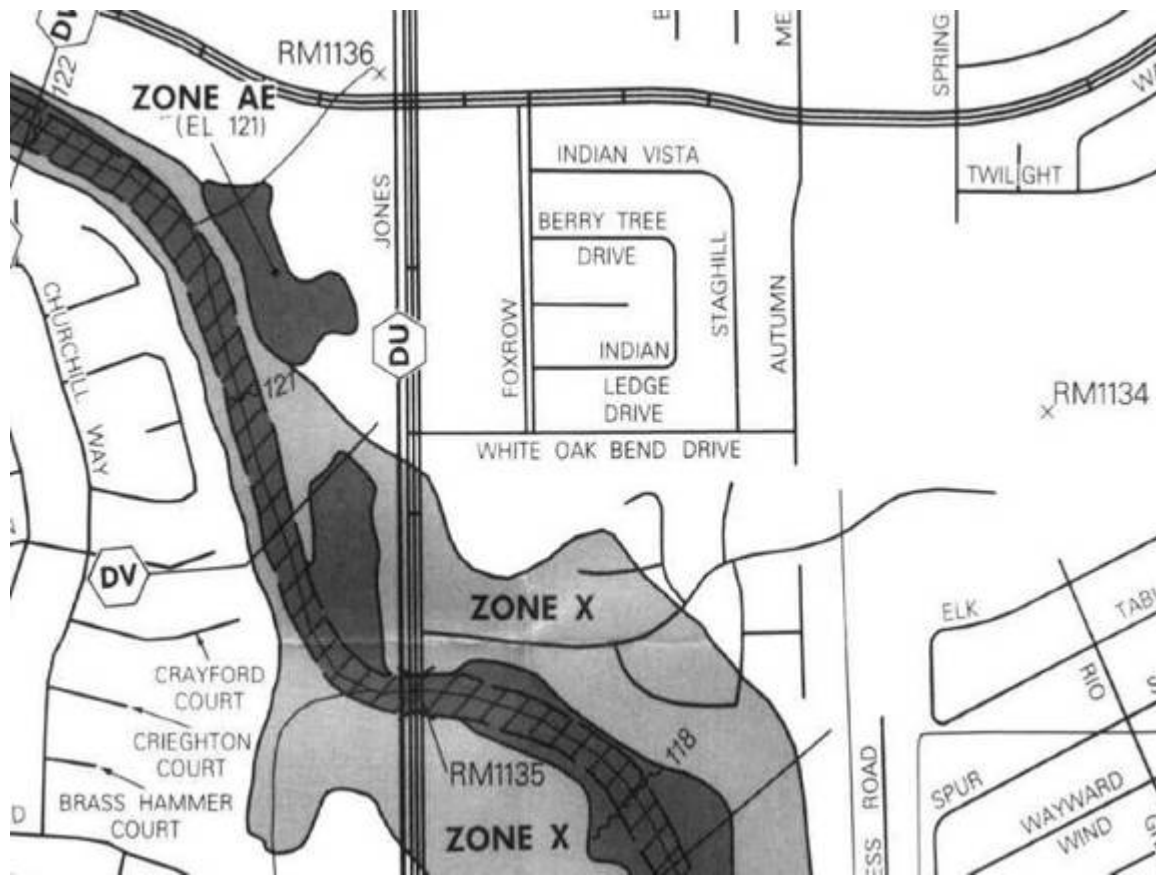 RM1136
122
ZONE AE
(EL 121)
JONES
SPRING
INDIAN VISTA
TWILIGHT
BERRY TREE
DRIVE
STAGHILL
AUTUMN
FOXROW
DU
INDIAN
LEDGE
DRIVE
CHURCHILL WAY
121
RM1134
WHITE OAK BEND DRIVE
DV
ZONE X
ELK
RIO
CRAYFORD
COURT
CRIEGHTON
COURT
BRASS HAMMER
COURT
118
RM1135
ZONE X
ROAD
SPUR
WAYWARD
WIND